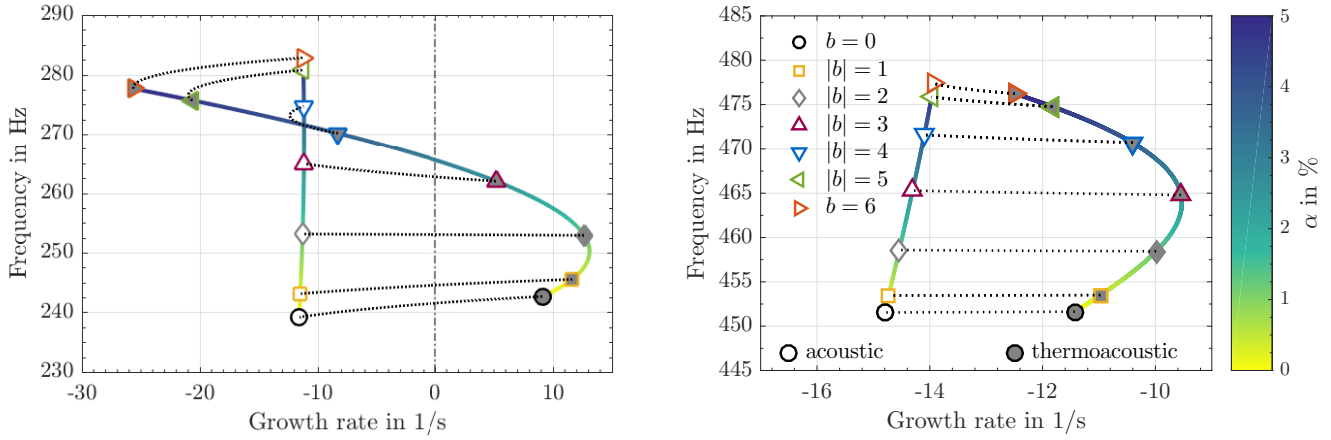 290
280
270
260
250
240
230
-30
-20
-10
0
10
Growth rate in 1/s
Frequency in Hz
485
480
475
470
465
460
455
450
445
-16
-14
-12
-10
Growth rate in 1/s
Frequency in Hz
b = 0
|b| = 1
|b| = 2
|b| = 3
|b| = 4
|b| = 5
b = 6
acoustic
thermoacoustic
5
4
3
2
1
0
α in %